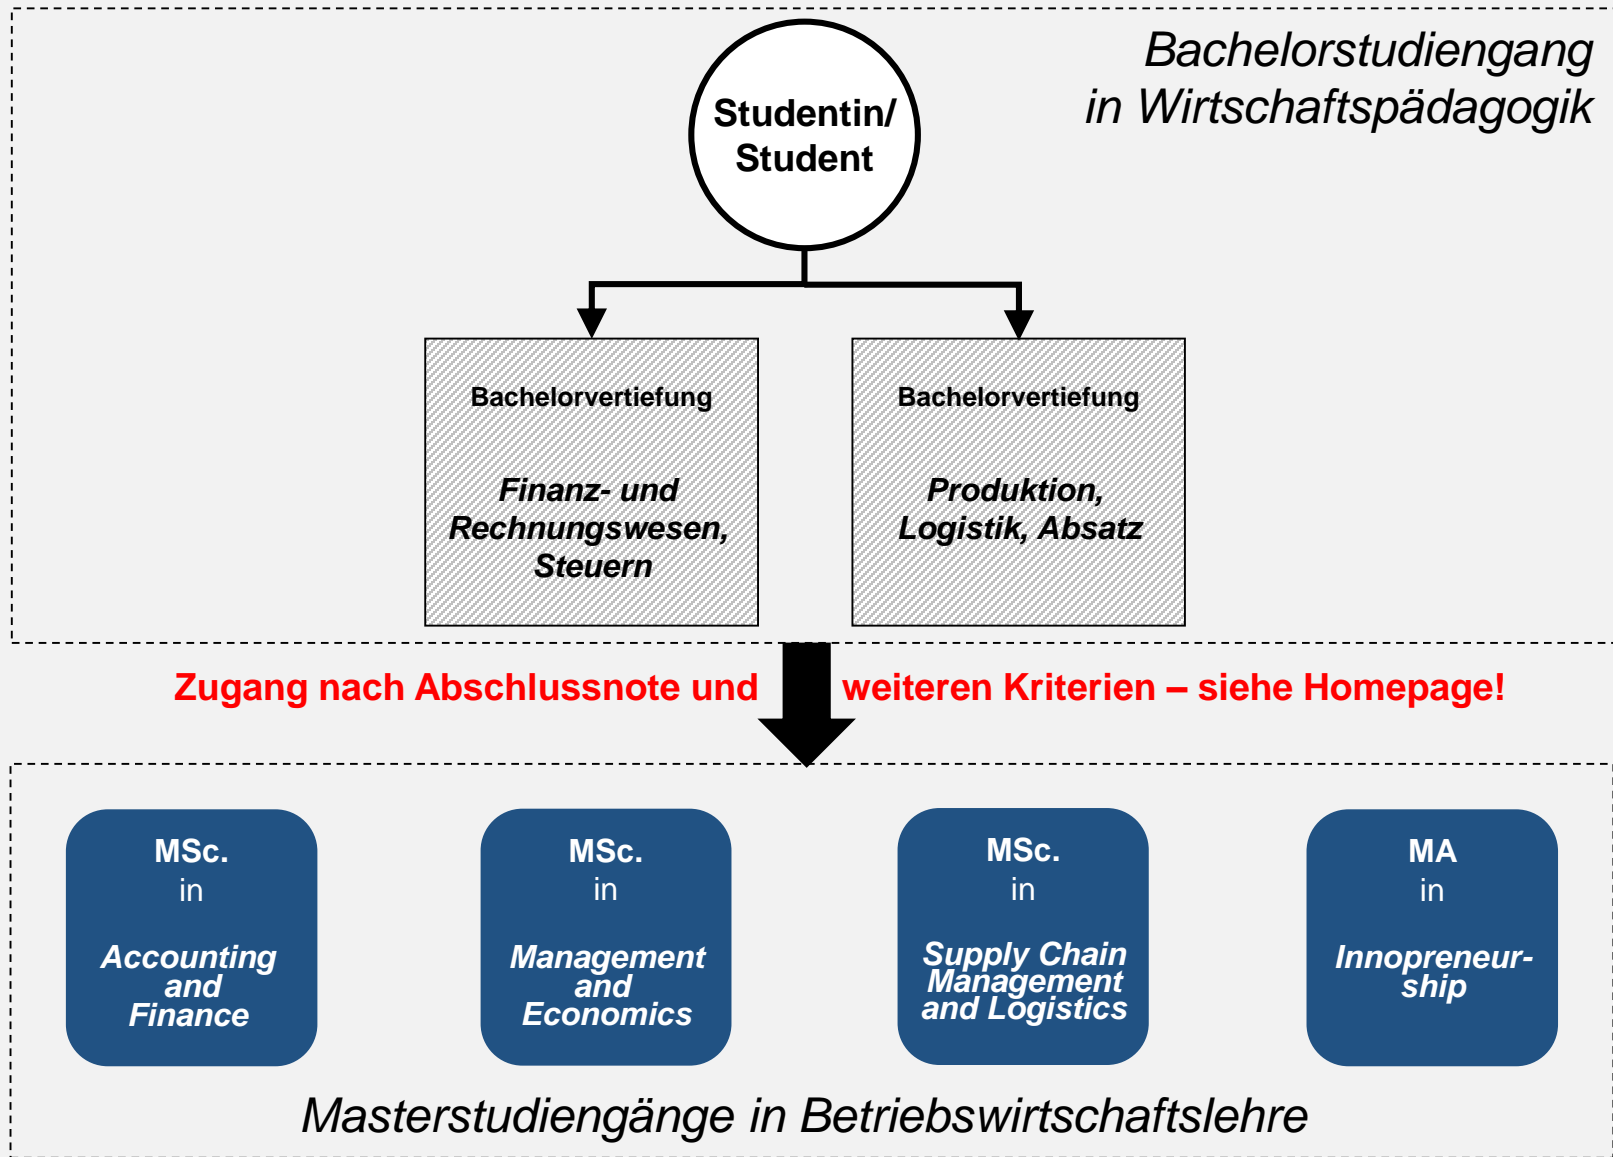 Bachelorstudiengang
in Wirtschaftspädagogik
Studentin/
Student
Bachelorvertiefung
Finanz- und
Rechnungswesen,
Steuern
Bachelorvertiefung
Produktion,
Logistik, Absatz
Zugang nach Abschlussnote und weiteren Kriterien – siehe Homepage!
MSc.
in
Accounting
and
Finance
MSc.
in
Management
and
Economics
MSc.
in
Supply Chain
Management
and Logistics
MA
in
Innopreneur-
ship
Masterstudiengänge in Betriebswirtschaftslehre